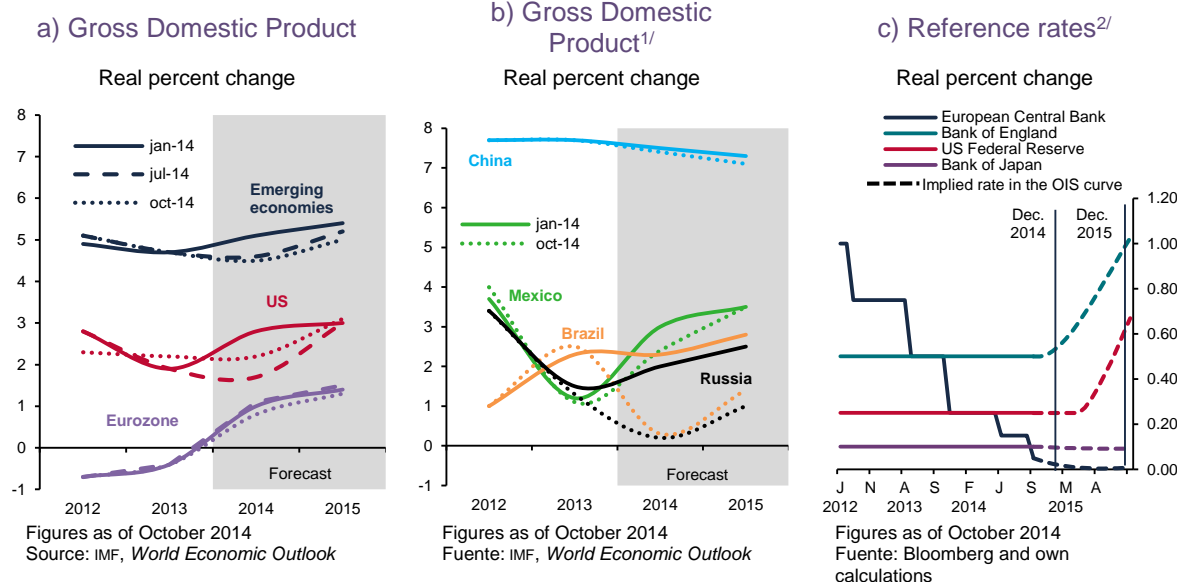 a) Gross Domestic Product
Real percent change
8
7
6
5
4
3
2
1
0
-1
jan-14
jul-14
oct-14
Emerging
economies
US
Eurozone
Forecast
2012 2013 2014 2015
Figures as of October 2014
Source: IMF, World Economic Outlook
b) Gross Domestic
Product1/
Real percent change
8
7
6
5
4
3
2
1
0
-1
China
jan-14
oct-14
Mexico
Brazil
Russia
Forecast
2012 2013 2014 2015
Figures as of October 2014
Fuente: IMF, World Economic Outlook
c) Reference rates2/
Real percent change
European Central Bank
Bank of England
US Federal Reserve
Bank of Japan
Implied rate in the OIS curve
Dec.
2014
Dec.
2015
1.20
1.00
0.80
0.60
0.40
0.20
0.00
J N A S F J S M A
2012 2015
Figures as of October 2014
Fuente: Bloomberg and own
calculations